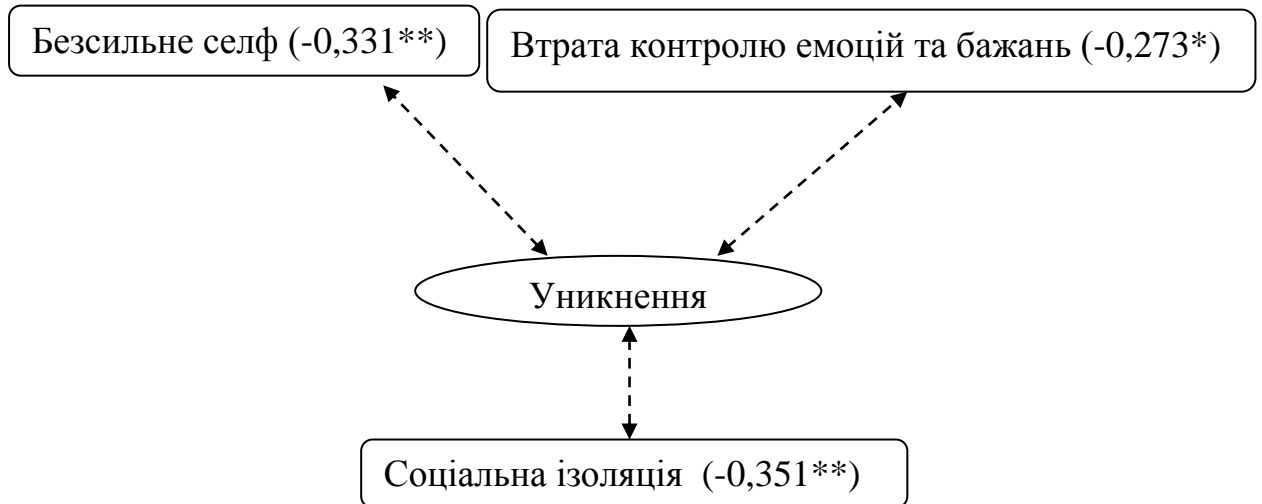 Безсильне селф (-0,331**)
Втрата контролю емоцій та бажань (-0,273*)
Уникнення
Соціальна ізоляція (-0,351**)